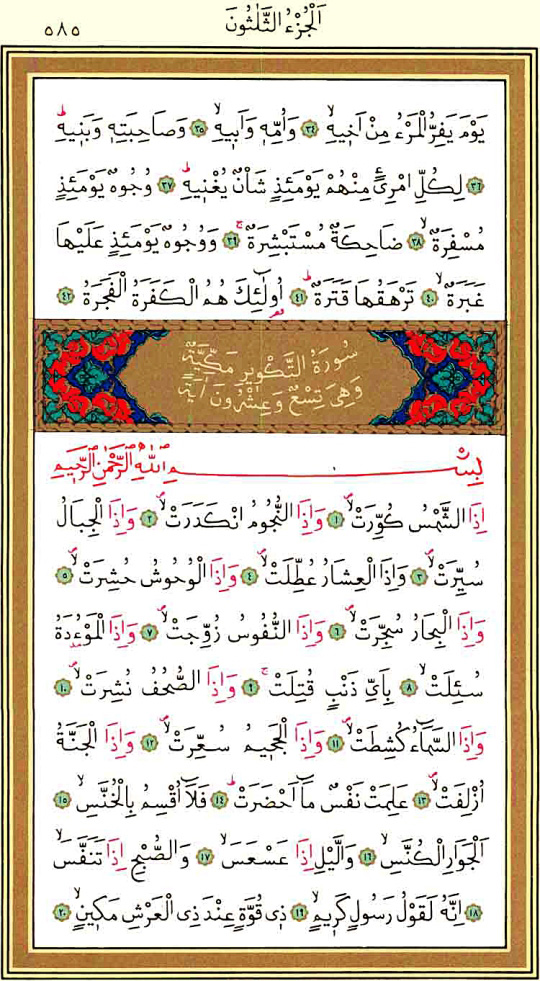 اَلْجُزْءُ الثَّلٰثُونَ
٥٨٥
يَوْمَ يَفِرُّ الْمَرْءُ مِنْ اَخ۪يهِۙ ﴿٣٤﴾ وَاُمِّه۪ وَاَب۪يهِۙ ﴿٣٥﴾ وَصَاحِبَتِه۪ وَبَن۪يهِۜ
﴿٣٦﴾ لِكُلِّ امْرِئٍ مِنْهُمْ يَوْمَئِذٍ شَأْنٌ يُغْن۪يهِۜ ﴿٣٧﴾ وُجُوهٌ يَوْمَئِذٍ
مُسْفِرَةٌۙ ﴿٣٨﴾ ضَاحِكَةٌ مُسْتَبْشِرَةٌۚ ﴿٣٩﴾ وَوُجُوهٌ يَوْمَئِذٍ عَلَيْهَا
غَبَرَةٌۙ ﴿٤٠﴾ تَرْهَقُهَا قَتَرَةٌۜ ﴿٤١﴾ اُو۬لٰٓئِكَ هُمُ الْكَفَرَةُ الْفَجَرَةُ ﴿٤٢﴾
سُورَةُ التَّكْوِيرِ مَكِّيَّةٌ
وَهِىَ تِسْعٌ وَعِشْرُونَ اٰيَةً
بِسْمِ اللّٰهِ الرَّحْمٰنِ الرَّح۪يمِ
اِذَا الشَّمْسُ كُوِّرَتْۙ ﴿١﴾ وَاِذَا النُّجُومُ انْكَدَرَتْۙ ﴿٢﴾ وَاِذَا الْجِبَالُ
سُيِّرَتْۙ ﴿٣﴾ وَاِذَا الْعِشَارُ عُطِّلَتْۙ ﴿٤﴾ وَاِذَا الْوُحُوشُ حُشِرَتْۙ ﴿٥﴾
وَاِذَا الْبِحَارُ سُجِّرَتْۙ ﴿٦﴾ وَاِذَا النُّفُوسُ زُوِّجَتْۙ ﴿٧﴾ وَاِذَا الْمَوْءُ۫دَةُ
سُئِلَتْۙ ﴿٨﴾ بِاَىِّ ذَنْبٍ قُتِلَتْۚ ﴿٩﴾ وَاِذَا الصُّحُفُ نُشِرَتْۙ ﴿١٠﴾
وَاِذَا السَّمَٓاءُ كُشِطَتْۙ ﴿١١﴾ وَاِذَا الْجَح۪يمُ سُعِّرَتْۙ ﴿١٢﴾ وَاِذَا الْجَنَّةُ
اُزْلِفَتْۙ ﴿١٣﴾ عَلِمَتْ نَفْسٌ مَٓا اَحْضَرَتْۜ ﴿١٤﴾ فَلَٓا اُقْسِمُ بِالْخُنَّسِۙ ﴿١٥﴾
اَلْجَوَارِ الْكُنَّسِۙ ﴿١٦﴾ وَالَّيْلِ اِذَا عَسْعَسَۙ ﴿١٧﴾ وَالصُّبْحِ اِذَا تَنَفَّسَۙ
﴿١٨﴾ اِنَّهُ لَقَوْلُ رَسُولٍ كَر۪يمٍۙ ﴿١٩﴾ ذ۪ى قُوَّةٍ عِنْدَ ذِى الْعَرْشِ مَك۪ينٍۙ ﴿٢٠﴾